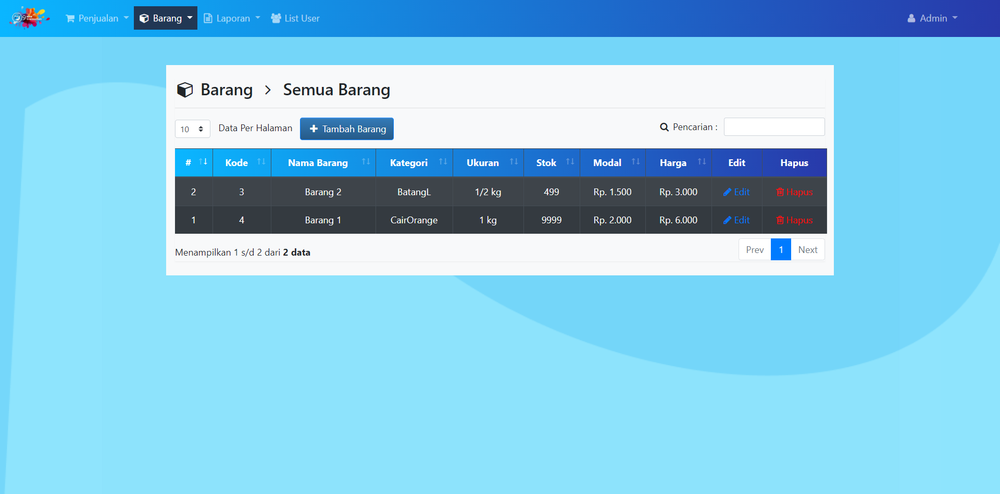 Penjualan Barang Laporan List User Admin
Barang > Semua Barang
10 Data Per Halaman Tambah Barang Pencarian :
# Kode Nama Barang Kategori Ukuran Stok Modal Harga Edit Hapus
2 3 Barang 2 BatangL 1/2 kg 499 Rp. 1.500 Rp. 3.000 Edit Hapus
1 4 Barang 1 CairOrange 1 kg 9999 Rp. 2.000 Rp. 6.000 Edit Hapus
Menampilkan 1 s/d 2 dari 2 data Prev 1 Next